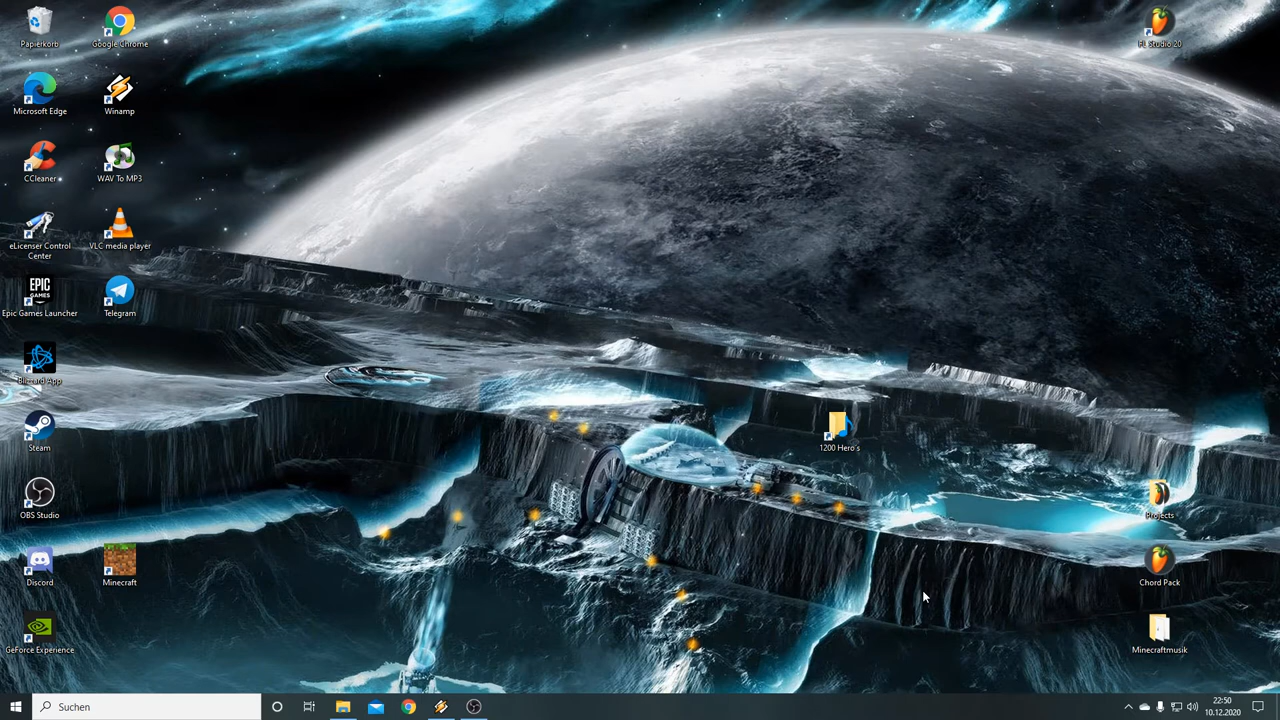 Papierkorb
Google Chrome
FL Studio 20
Microsoft Edge
Winamp
CCleaner
WAV To MP3
eLicenser Control
Center
VLC media player
EPIC
GAMES
Epic Games Launcher
Telegram
Blizzard App
Steam
1200 Hero's
OBS Studio
Projects
Discord
Minecraft
Chord Pack
GeForce Experience
Minecraftmusik
Suchen
22:50
10.12.2020